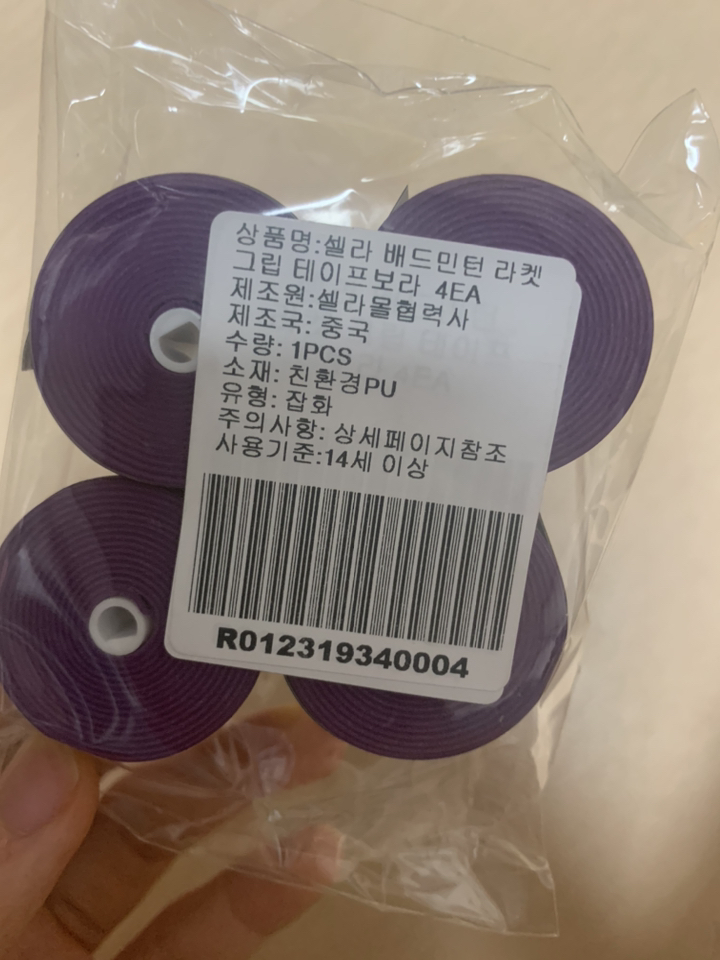 상품명:셀라 배드민턴 라켓
그립 테이프보라 4EA
제조원:셀라몰협력사
제조국: 중국
수량: 1PCS
소재: 친환경PU
유형: 잡화
주의사항: 상세페이지참조
사용기준:14세 이상
R012319340004